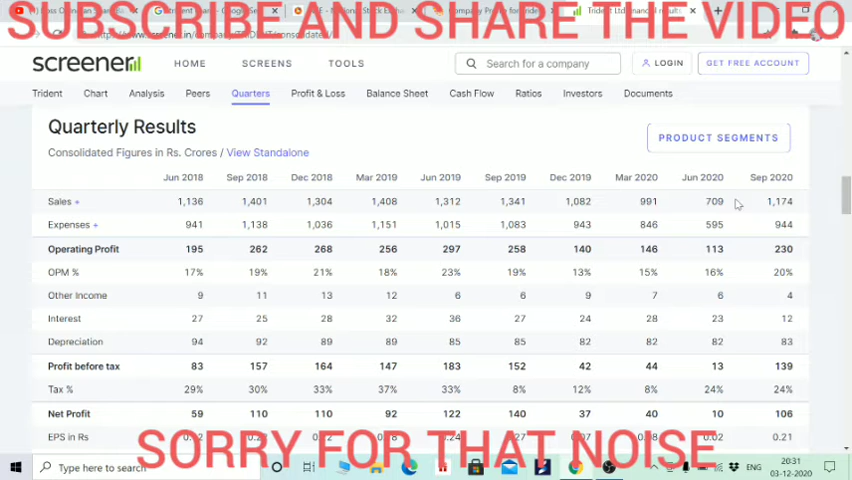 SUBSCRIBE AND SHARE THE VIDEO
screener
HOME
SCREENS
TOOLS
Search for a company
LOGIN
GET FREE ACCOUNT
Trident Chart Analysis Peers Quarters Profit & Loss Balance Sheet Cash Flow Ratios Investors Documents
Quarterly Results
PRODUCT SEGMENTS
Consolidated Figures in Rs. Crores / View Standalone
Jun 2018 Sep 2018 Dec 2018 Mar 2019 Jun 2019 Sep 2019 Dec 2019 Mar 2020 Jun 2020 Sep 2020
Sales + 1,136 1,401 1,304 1,408 1,312 1,341 1,082 991 709 1,174
Expenses + 941 1,138 1,036 1,151 1,015 1,083 943 846 595 944
Operating Profit 195 262 268 256 297 258 140 146 113 230
OPM % 17% 19% 21% 18% 23% 19% 13% 15% 16% 20%
Other Income 9 11 13 12 6 6 9 7 6 4
Interest 27 25 28 32 36 27 24 28 23 12
Depreciation 94 92 89 89 85 85 82 82 82 83
Profit before tax 83 157 164 147 183 152 42 44 13 139
Tax % 29% 30% 33% 37% 33% 8% 12% 8% 24% 24%
Net Profit 59 110 110 92 122 140 37 40 10 106
EPS in Rs 0.02 0.21
SORRY FOR THAT NOISE
Type here to search
ENG
20:31
03-12-2020